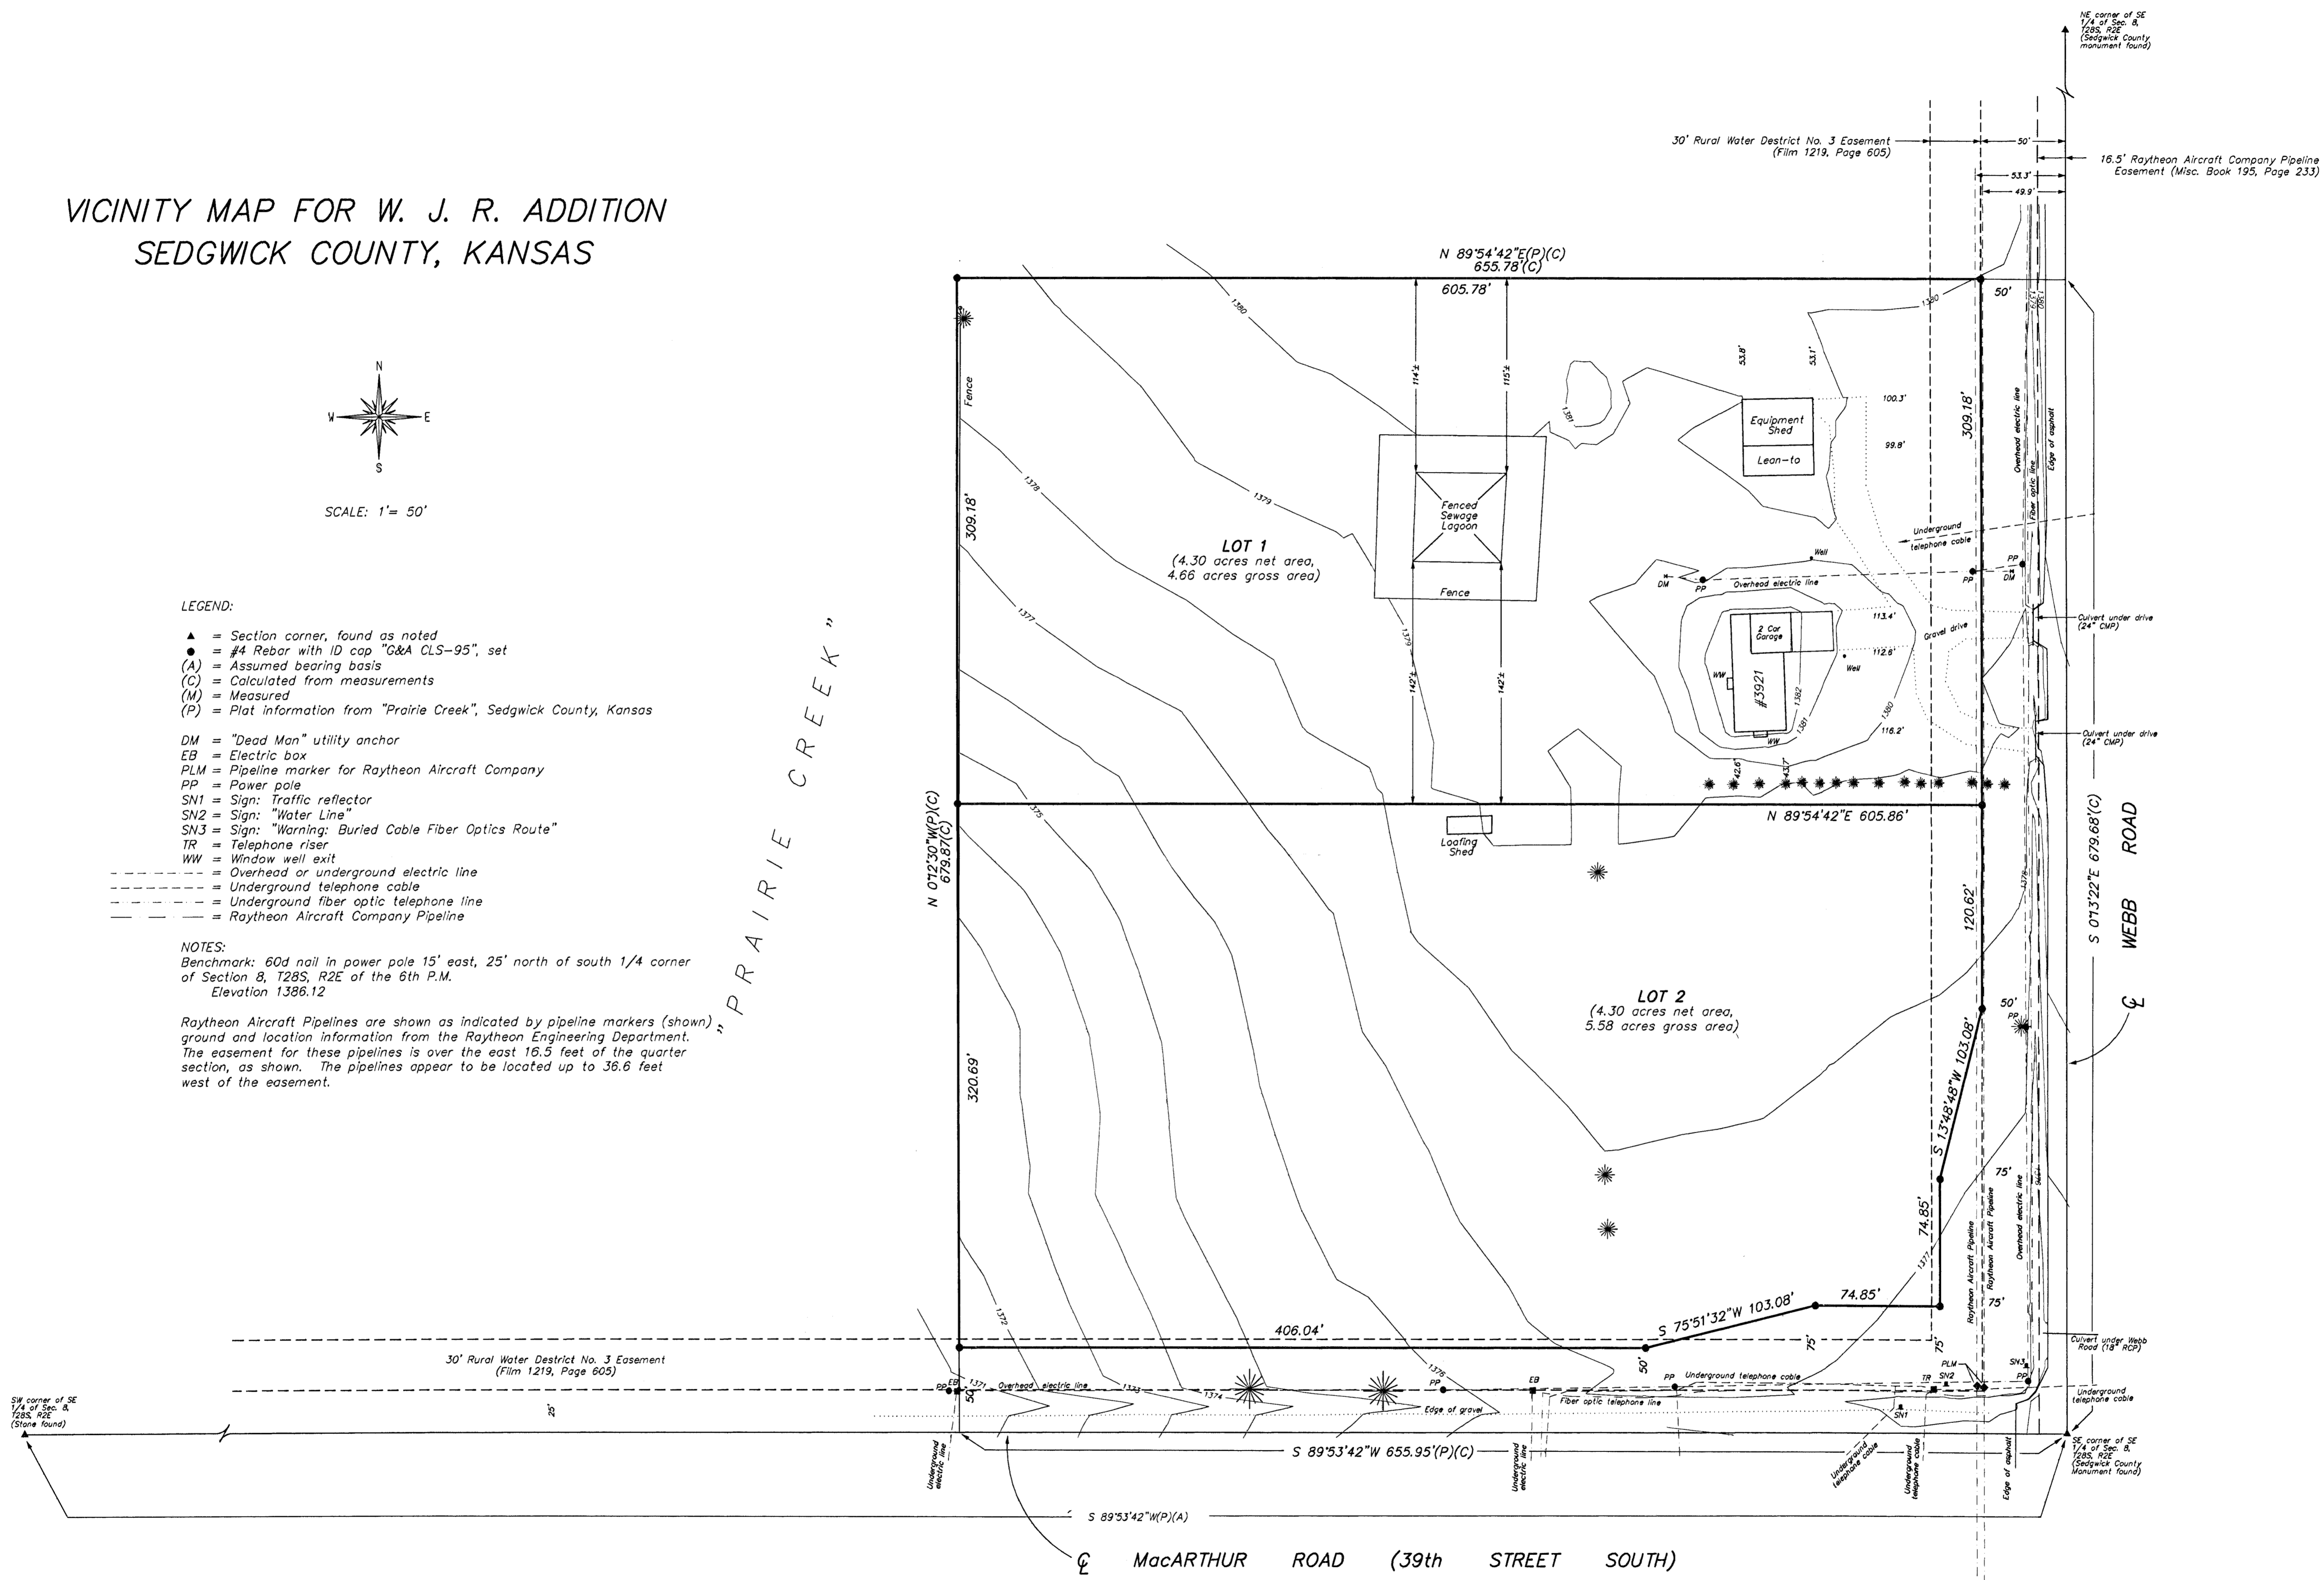 NE corner of SE
1/4 of Sec. 8,
T28S, R2E
(Sedgwick County
monument found)
30' Rural Water Destrict No. 3 Easement
(Film 1219, Page 605)
50'
16.5' Raytheon Aircraft Company Pipeline
Easement (Misc. Book 195, Page 233)
53.3'
49.9'
VICINITY MAP FOR W. J. R. ADDITION
SEDGWICK COUNTY, KANSAS
N
W
E
S
SCALE: 1'= 50'
LEGEND:
▲ = Section corner, found as noted
● = #4 Rebar with ID cap "G&A CLS-95", set
(A) = Assumed bearing basis
(C) = Calculated from measurements
(M) = Measured
(P) = Plat information from "Prairie Creek", Sedgwick County, Kansas
DM = "Dead Man" utility anchor
EB = Electric box
PLM = Pipeline marker for Raytheon Aircraft Company
PP = Power pole
SN1 = Sign: Traffic reflector
SN2 = Sign: "Water Line"
SN3 = Sign: "Warning: Buried Cable Fiber Optics Route"
TR = Telephone riser
WW = Window well exit
= Overhead or underground electric line
= Underground telephone cable
= Underground fiber optic telephone line
= Raytheon Aircraft Company Pipeline
NOTES:
Benchmark: 60d nail in power pole 15' east, 25' north of south 1/4 corner
of Section 8, T28S, R2E of the 6th P.M.
Elevation 1386.12
Raytheon Aircraft Pipelines are shown as indicated by pipeline markers (shown)
ground and location information from the Raytheon Engineering Department.
The easement for these pipelines is over the east 16.5 feet of the quarter
section, as shown. The pipelines appear to be located up to 36.6 feet
west of the easement.
"PRAIRIE CREEK"
N 89°54'42"E(P)(C)
655.78'(C)
605.78'
50'
1380
1380
1379
1380
Fence
114'±
115'±
53.8'
53.1'
1381
Equipment
Shed
Lean-to
100.3'
99.8'
309.18'
Overhead electric line
Fiber optic line
Edge of asphalt
1378
1379
309.18'
Fenced
Sewage
Lagoon
Fence
LOT 1
(4.30 acres net area,
4.66 acres gross area)
Underground
telephone cable
Well
DM
PP
Overhead electric line
PP
PP
DM
1377
1379
142'±
142'±
2 Car
Garage
#3921
WW
WW
Well
113.4'
112.6'
116.2'
1382
1381
1380
Gravel drive
Culvert under drive
(24" CMP)
Culvert under drive
(24" CMP)
42.6'
43.7'
N 89°54'42"E 605.86'
Loafing
Shed
1375
N 0°12'30"W(P)(C)
679.87(C)
320.69'
120.62'
1378
S 0°13'22"E 679.68'(C)
WEBB ROAD
℄
LOT 2
(4.30 acres net area,
5.58 acres gross area)
50'
PP
S 13°48'48"W 103.08'
74.85'
75'
1377
1376
Raytheon Aircraft Pipeline
Raytheon Aircraft Pipeline
Overhead electric line
74.85'
75'
S 75°51'32"W 103.08'
406.04'
50'
75'
75'
1372
30' Rural Water Destrict No. 3 Easement
(Film 1219, Page 605)
25'
PP
EB
50'
1371
Overhead electric line
1373
1374
1376
PP
EB
PP
Underground telephone cable
Fiber optic telephone line
Edge of gravel
TR
SN2
PLM
SN1
SN3
PP
Culvert under Webb
Road (18" RCP)
Underground
telephone cable
SW corner of SE
1/4 of Sec. 8,
T28S, R2E
(Stone found)
S 89°53'42"W 655.95'(P)(C)
Underground
electric line
Underground
electric line
Underground
telephone cable
Underground
telephone cable
Edge of asphalt
SE corner of SE
1/4 of Sec. 8,
T28S, R2E
(Sedgwick County
Monument found)
S 89°53'42"W(P)(A)
℄ MacARTHUR ROAD (39th STREET SOUTH)